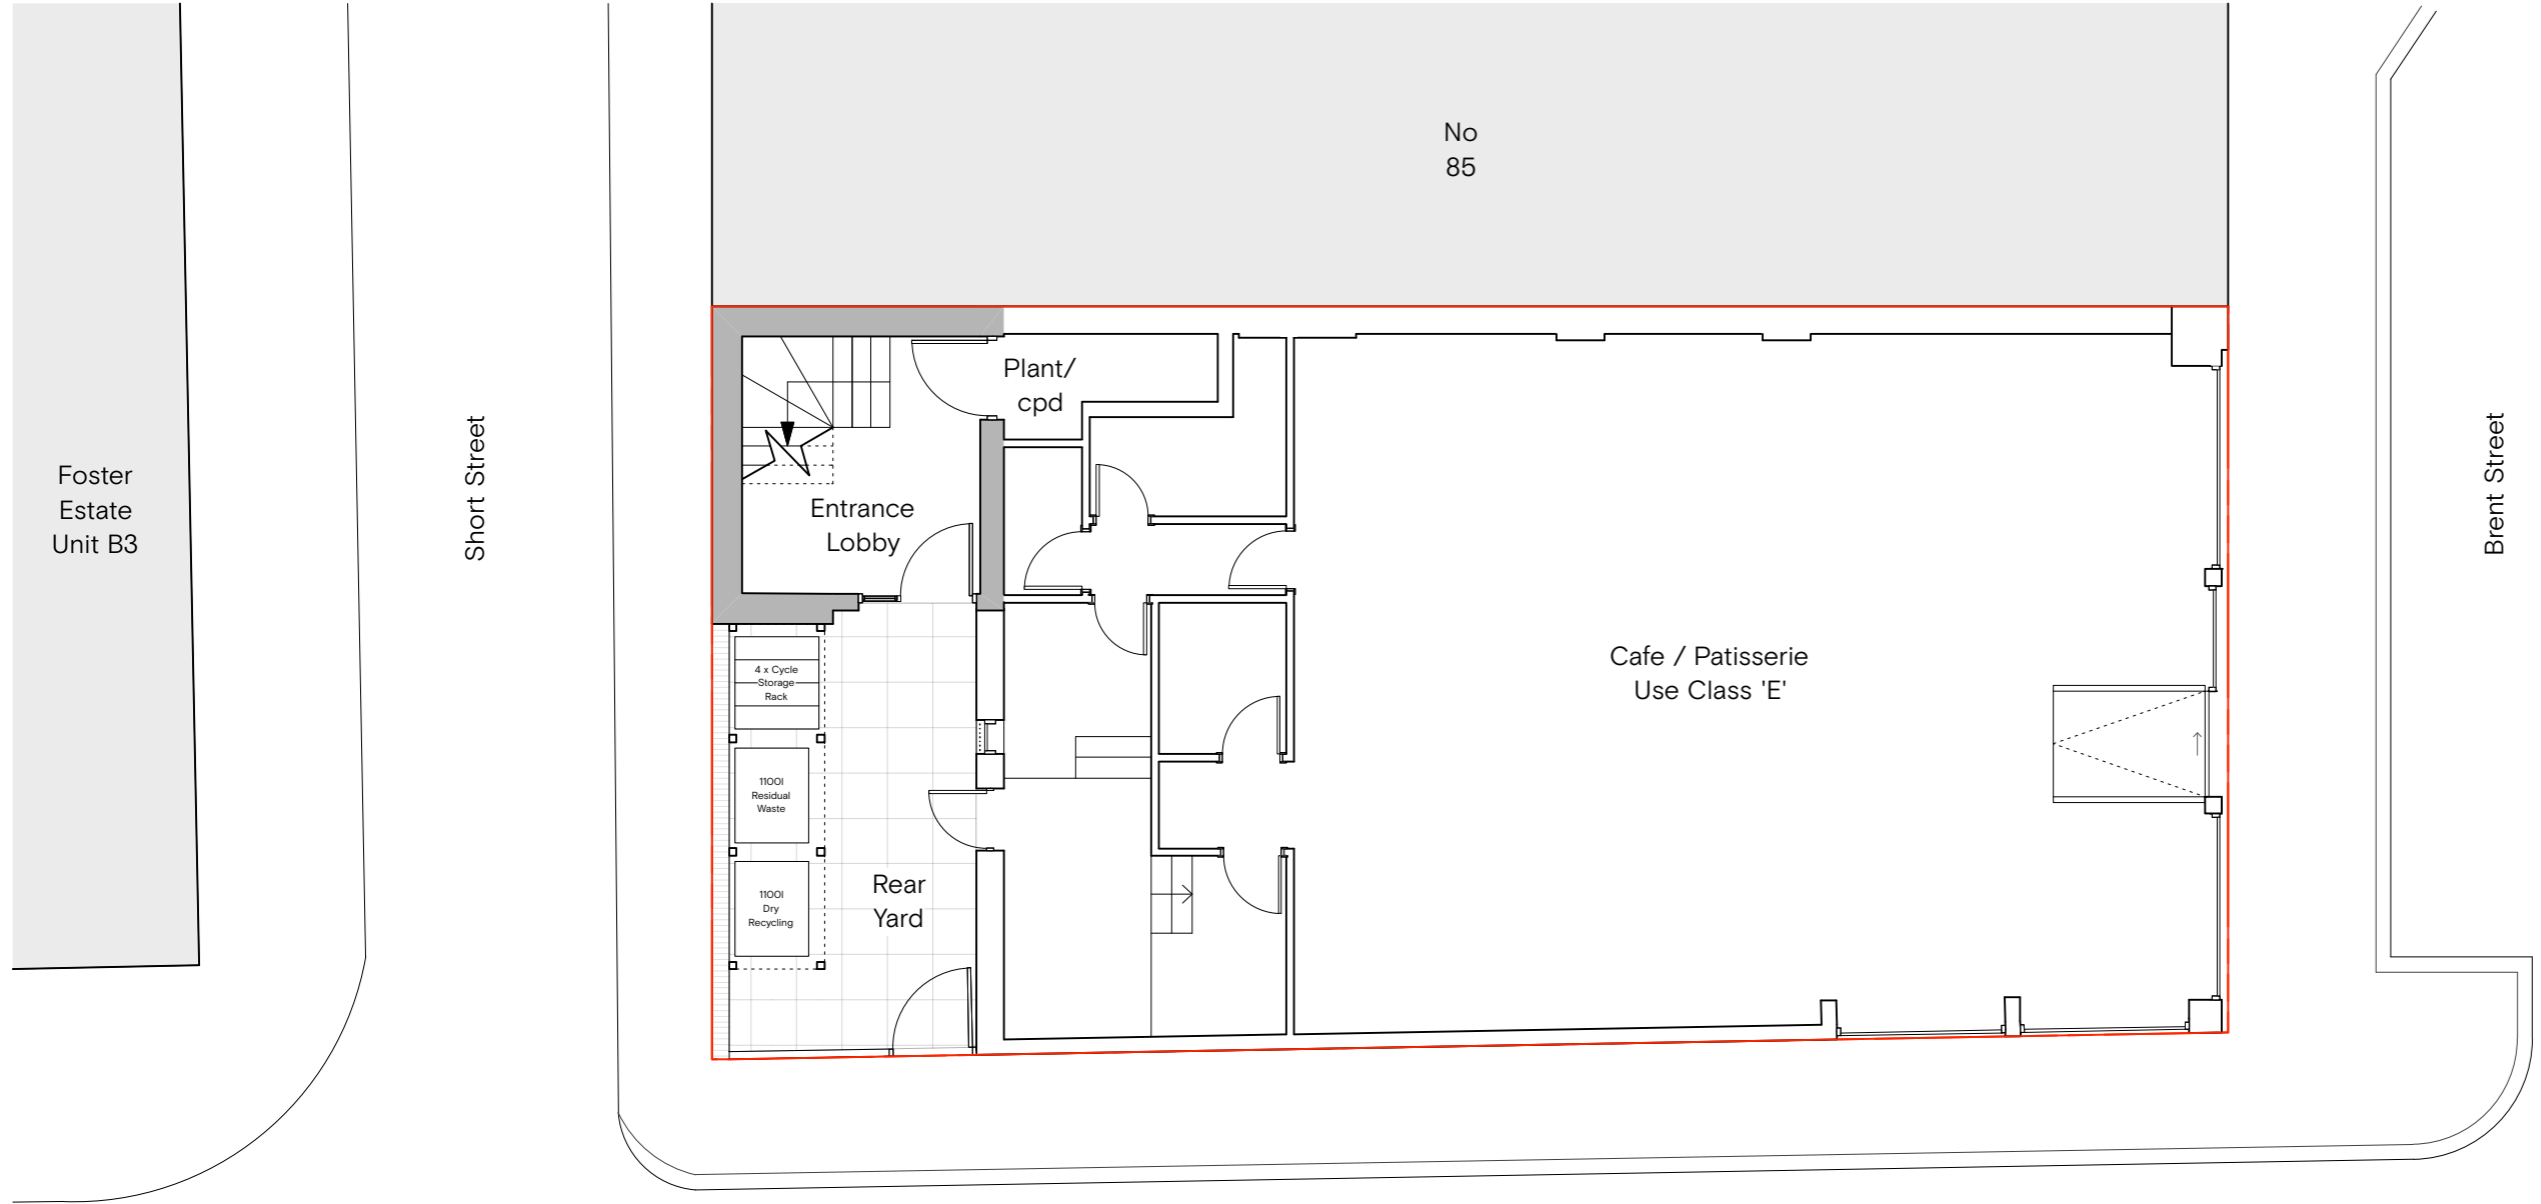 No
85
Foster
Estate
Unit B3
Short Street
Plant/
cpd
Entrance
Lobby
Cafe / Patisserie
Use Class 'E'
Brent Street
4 x Cycle
Storage
Rack
1100l
Residual
Waste
1100l
Dry
Recycling
Rear
Yard